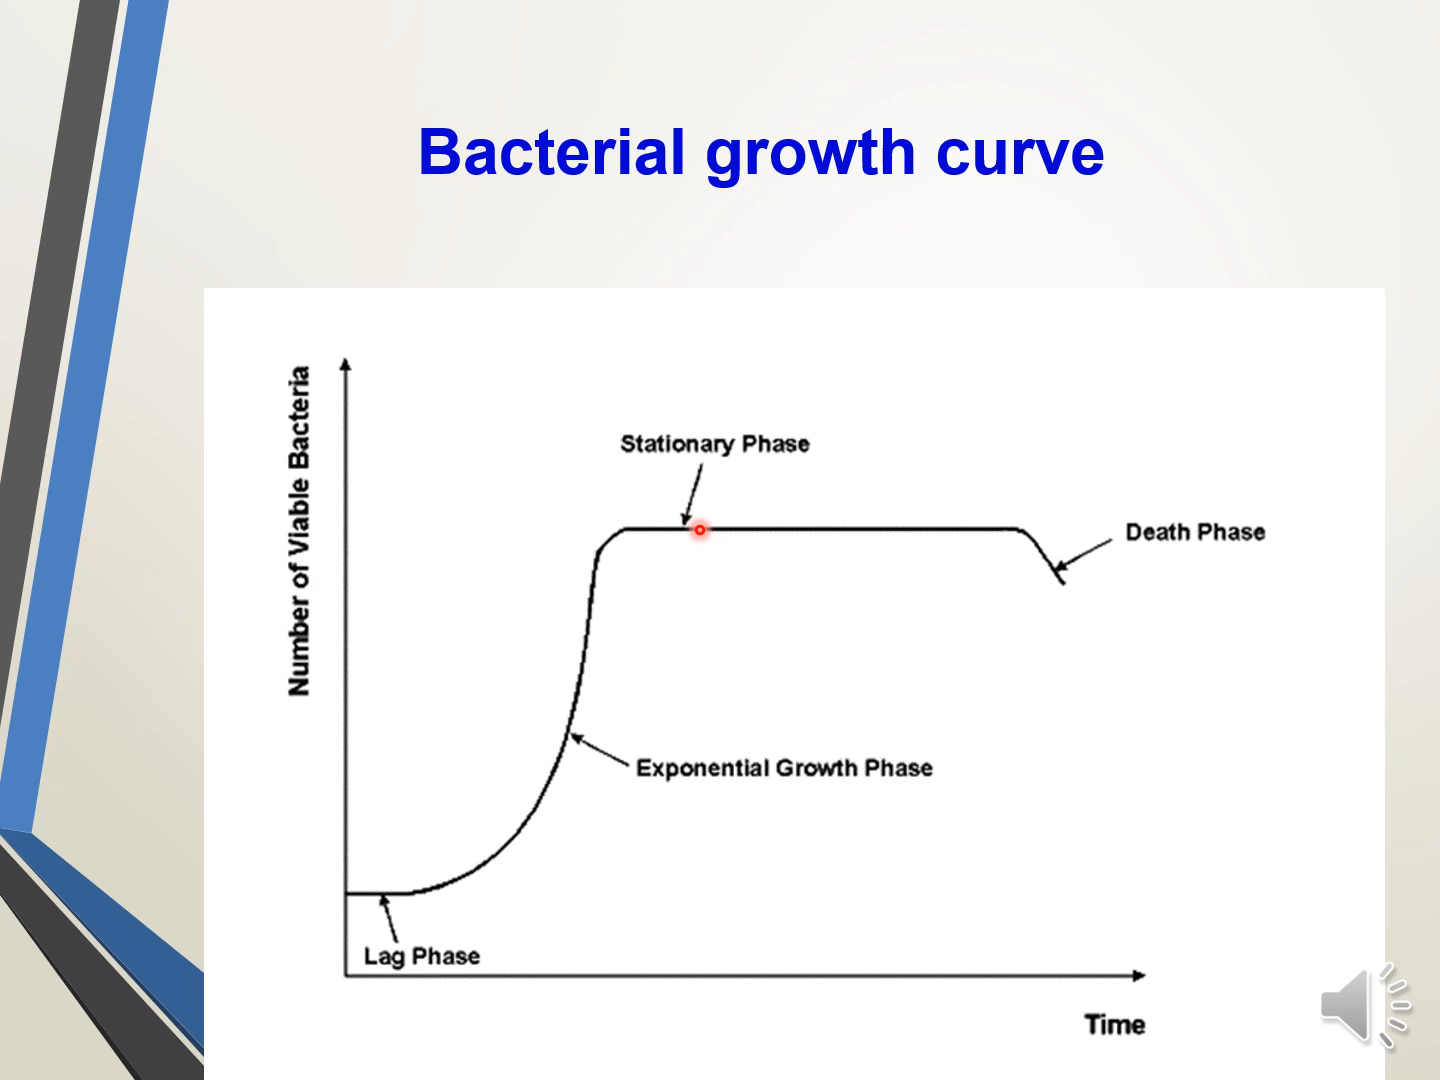 Bacterial growth curve
Number of Viable Bacteria
Stationary Phase
Death Phase
Exponential Growth Phase
Lag Phase
Time